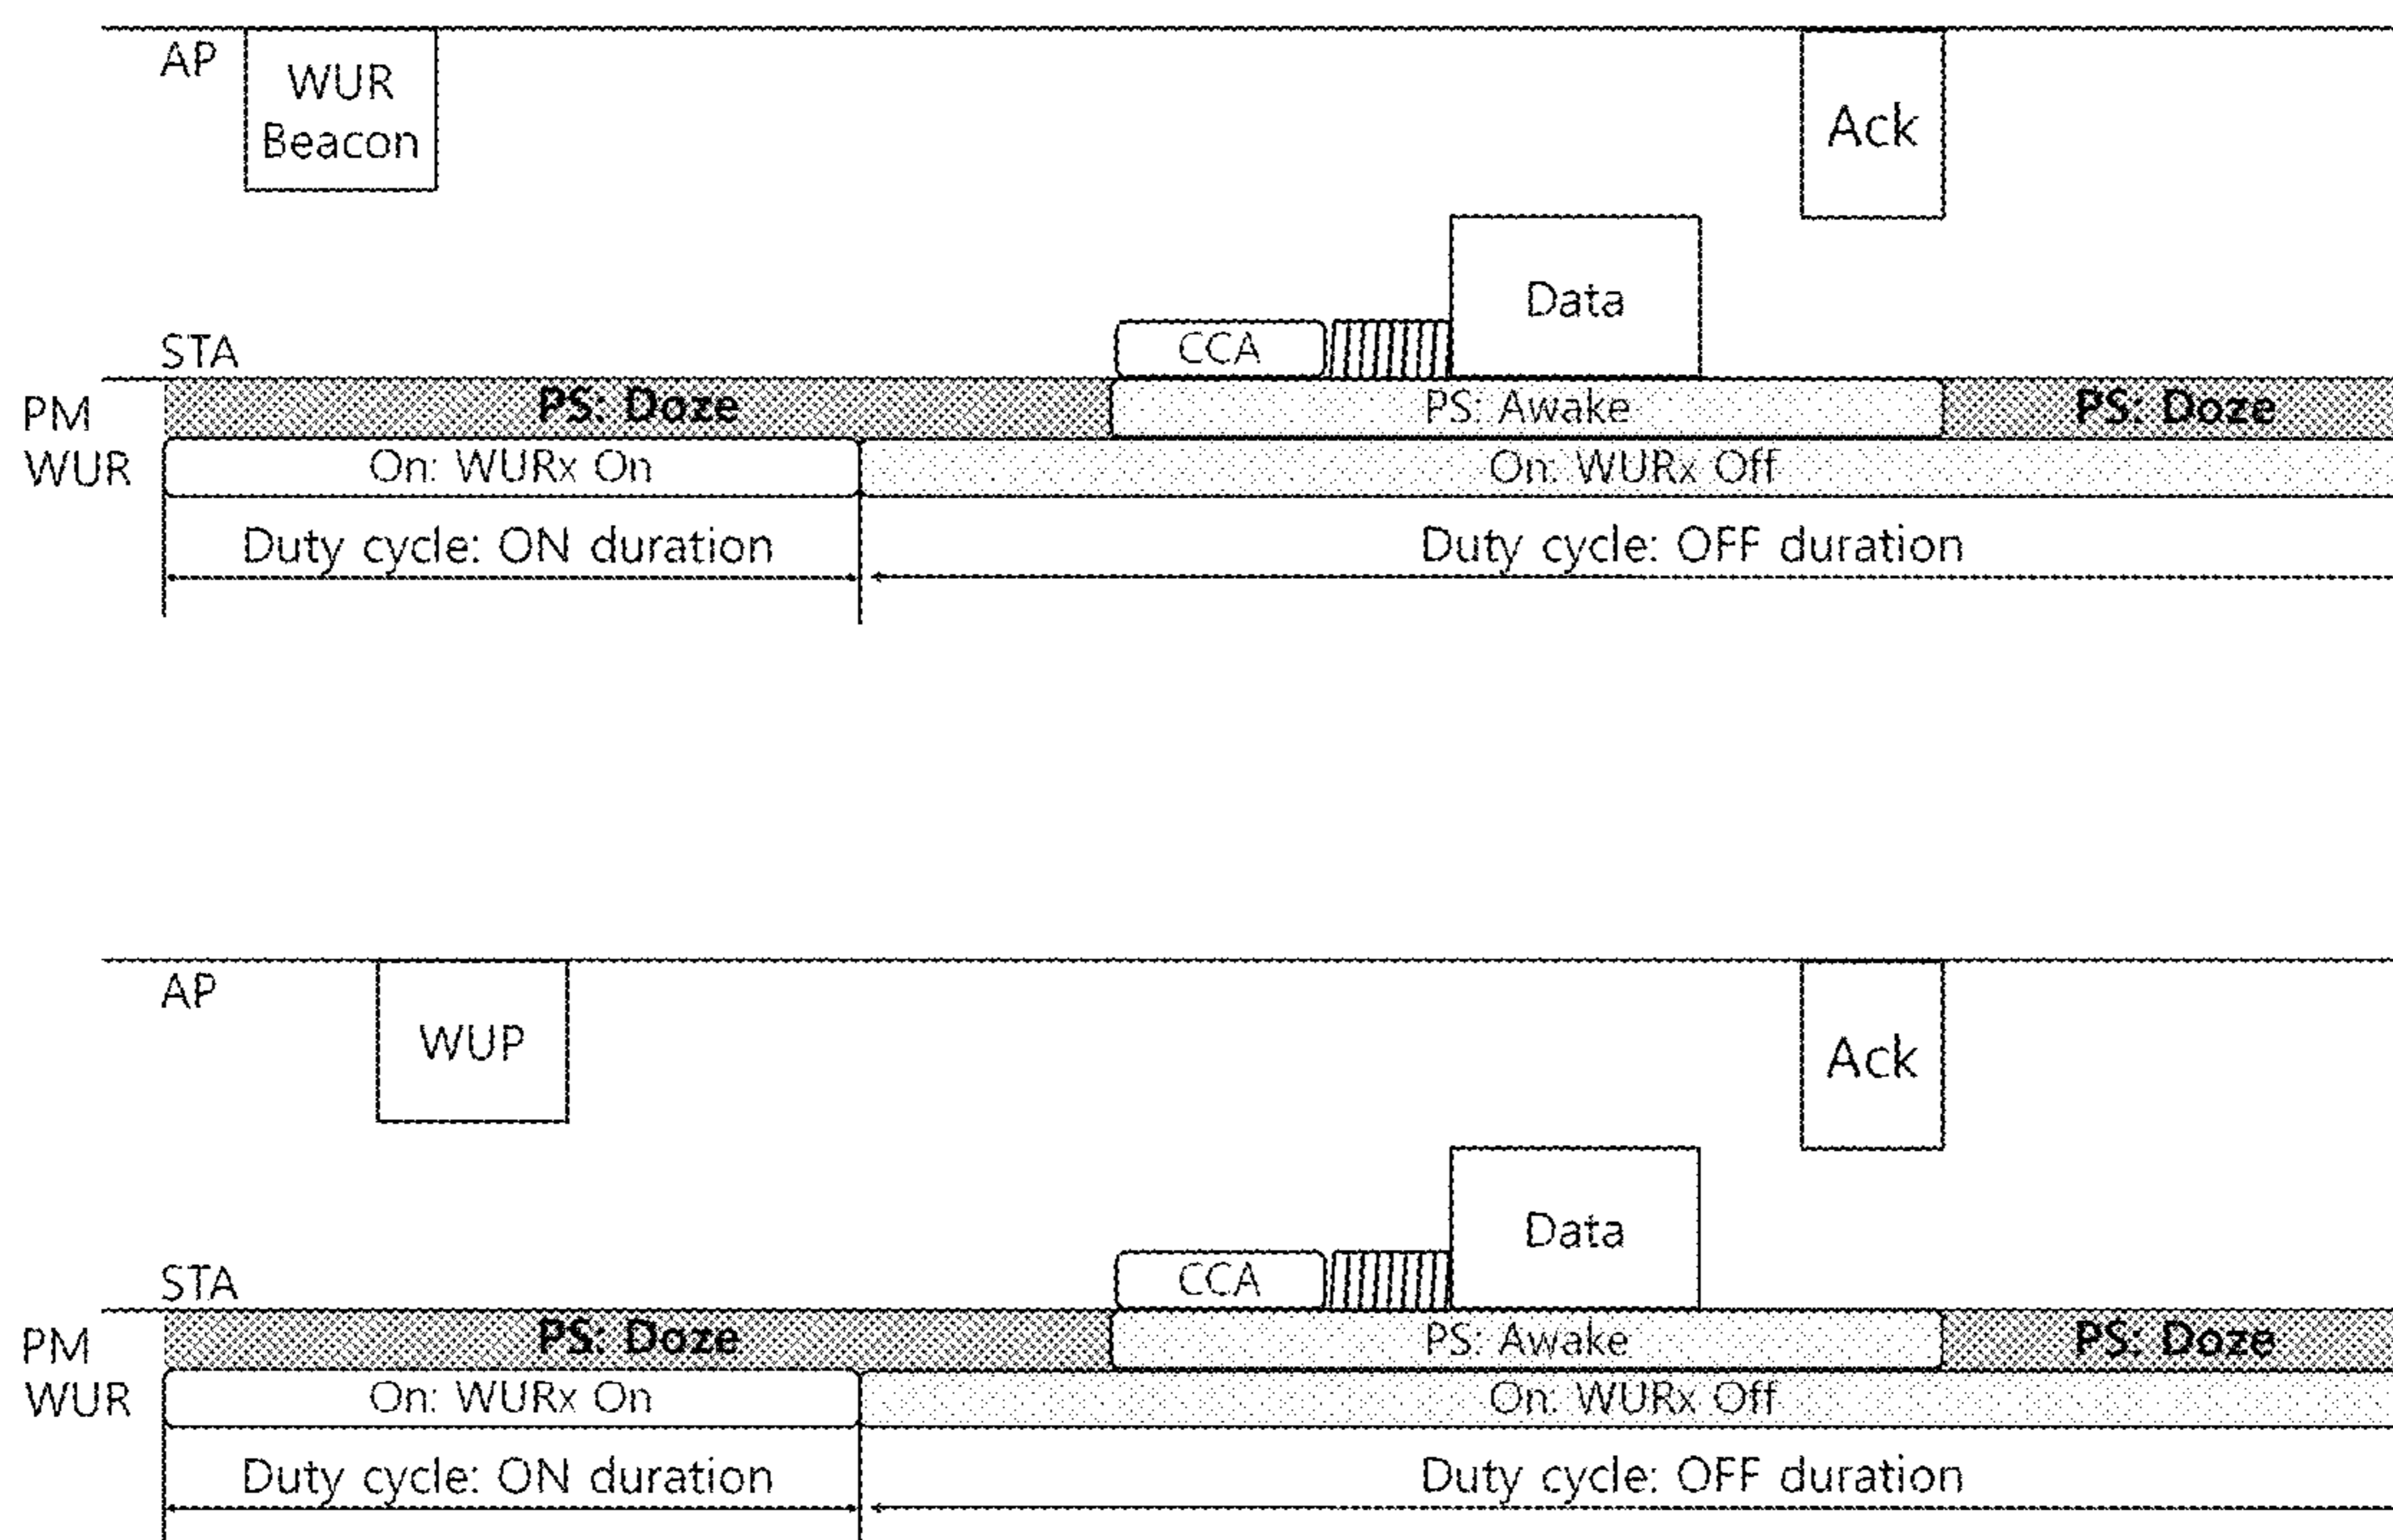 AP
WUR
Beacon
Ack
Data
CCA
STA
PM
PS: Doze
PS: Awake
PS: Doze
WUR
On: WURx On
On: WURx Off
Duty cycle: ON duration
Duty cycle: OFF duration
AP
WUP
Ack
Data
CCA
STA
PM
PS: Doze
PS: Awake
PS: Doze
WUR
On: WURx On
On: WURx Off
Duty cycle: ON duration
Duty cycle: OFF duration